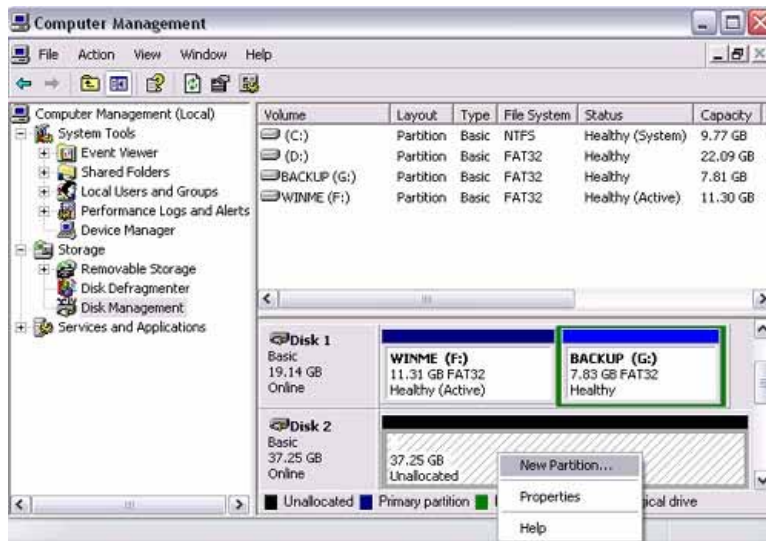 Computer Management
File Action View Window Help
Computer Management (Local)
System Tools
Event Viewer
Shared Folders
Local Users and Groups
Performance Logs and Alerts
Device Manager
Storage
Removable Storage
Disk Defragmenter
Disk Management
Services and Applications
Volume Layout Type File System Status Capacity
(C:) Partition Basic NTFS Healthy (System) 9.77 GB
(D:) Partition Basic FAT32 Healthy 22.09 GB
BACKUP (G:) Partition Basic FAT32 Healthy 7.81 GB
WINME (F:) Partition Basic FAT32 Healthy (Active) 11.30 GB
Disk 1
Basic
19.14 GB
Online
WINME (F:)
11.31 GB FAT32
Healthy (Active)
BACKUP (G:)
7.83 GB FAT32
Healthy
Disk 2
Basic
37.25 GB
Online
37.25 GB
Unallocated
New Partition...
Properties
Help
Unallocated Primary partition ical drive